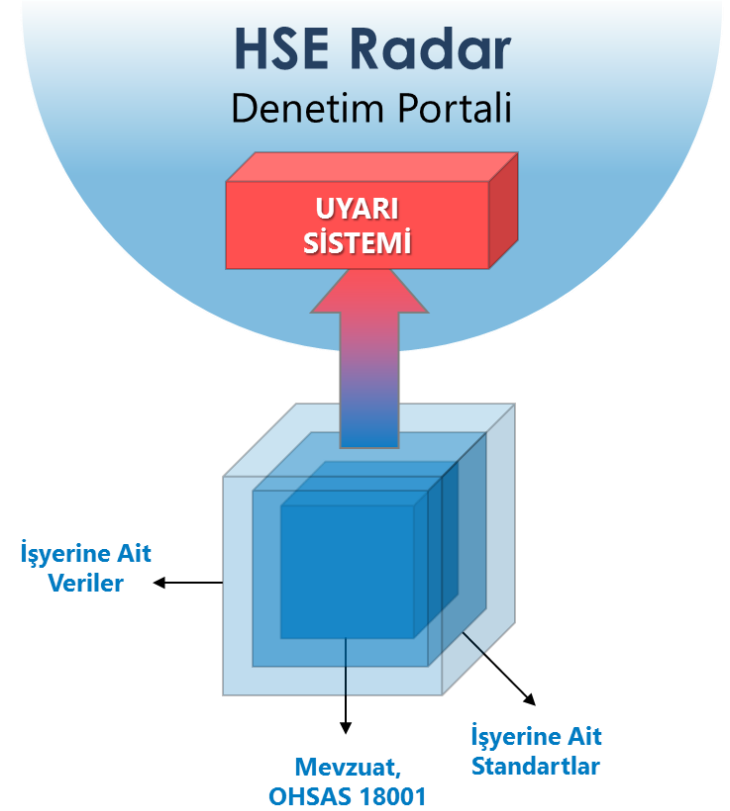 HSE Radar
Denetim Portali
UYARI
SİSTEMİ
İşyerine Ait
Veriler
İşyerine Ait
Standartlar
Mevzuat,
OHSAS 18001